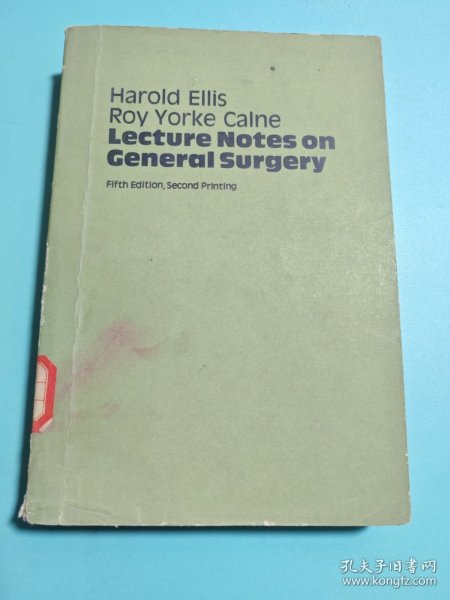 Harold Ellis
Roy Yorke Calne
Lecture Notes on
General Surgery
Fifth Edition, Second Printing
孔夫子旧书网
www.kongfz.com